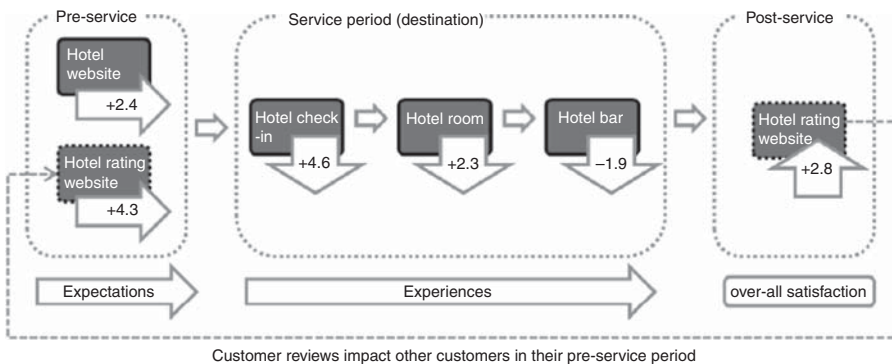 Pre-service
Hotel
website
+2.4
Hotel rating
website
+4.3
Service period (destination)
Hotel check
-in
+4.6
Hotel room
+2.3
Hotel bar
–1.9
Post-service
Hotel rating
website
+2.8
Expectations
Experiences
over-all satisfaction
Customer reviews impact other customers in their pre-service period